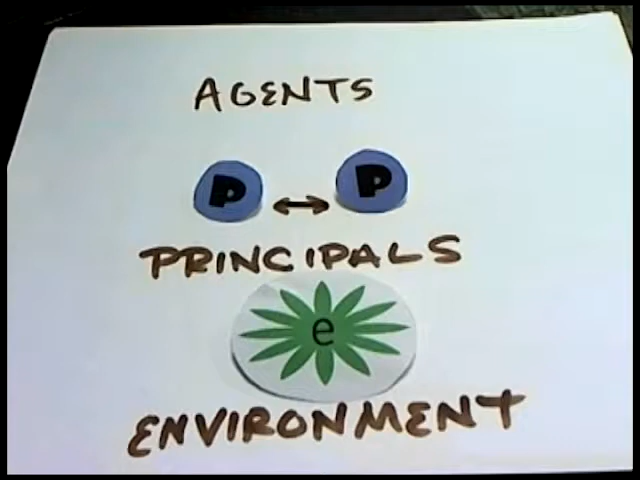 AGENTS
P ↔ P
PRINCIPALS
e
ENVIRONMENT